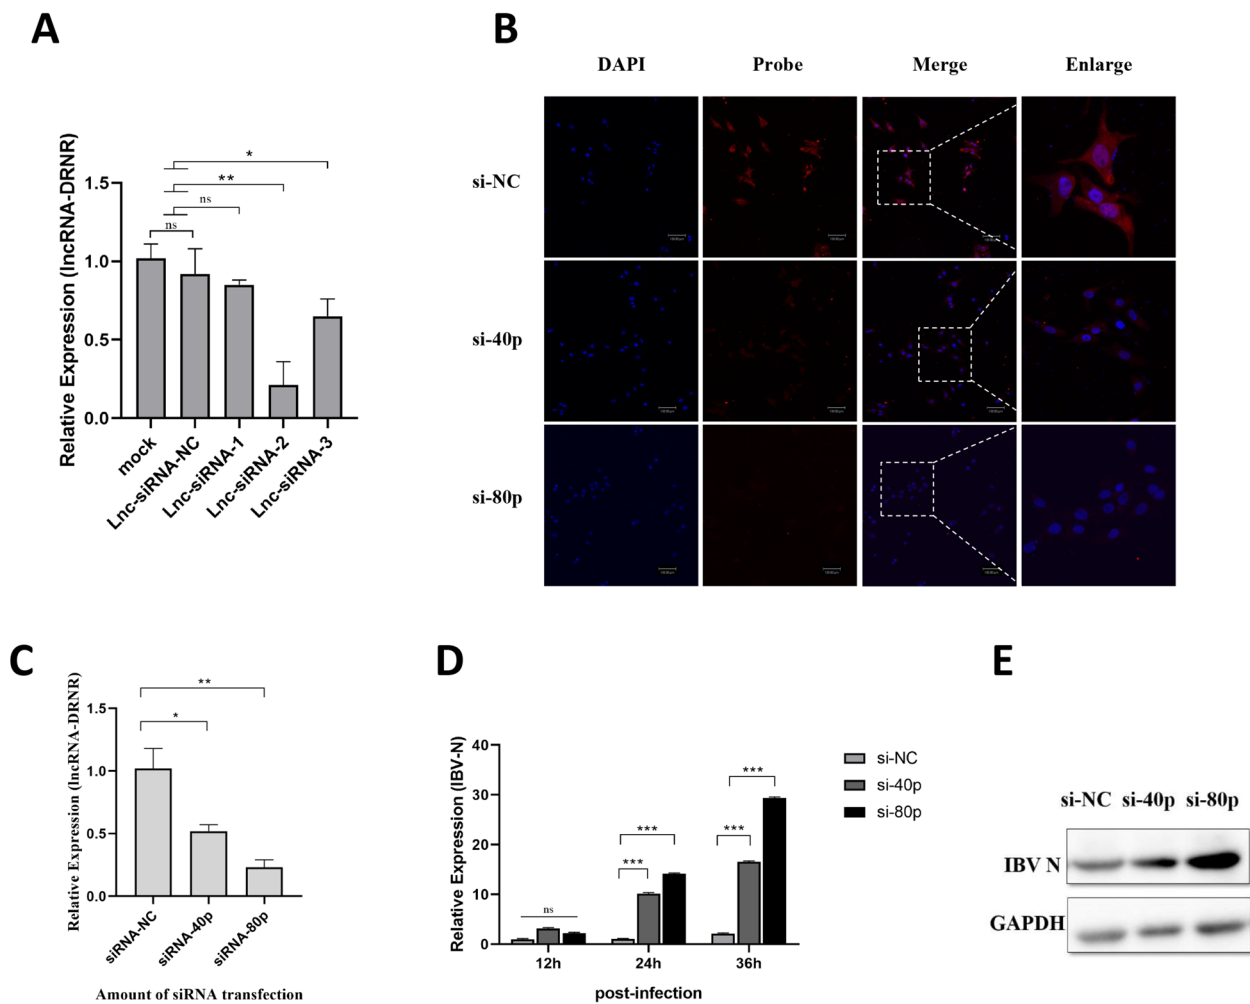 A
Relative Expression (lncRNA-DRNR)
*
**
ns
ns
1.5
1.0
0.5
0.0
mock
Lnc-siRNA-NC
Lnc-siRNA-1
Lnc-siRNA-2
Lnc-siRNA-3
B
DAPI Probe Merge Enlarge
si-NC
si-40p
si-80p
C
Relative Expression (lncRNA-DRNR)
**
*
1.5
1.0
0.5
0.0
siRNA-NC
siRNA-40p
siRNA-80p
Amount of siRNA transfection
D
Relative Expression (IBV-N)
40
30
20
10
0
ns
***
***
***
***
12h 24h 36h
post-infection
si-NC
si-40p
si-80p
E
si-NC si-40p si-80p
IBV N
GAPDH